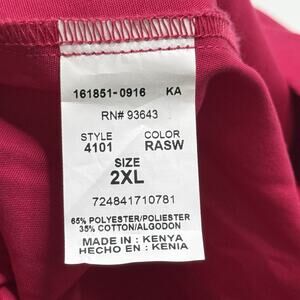 161851-0916 KA
RN# 93643
STYLE COLOR
4101 RASW
SIZE
2XL
724841710781
65% POLYESTER/POLIESTER
35% COTTON/ALGODON
MADE IN : KENYA
HECHO EN : KENIA